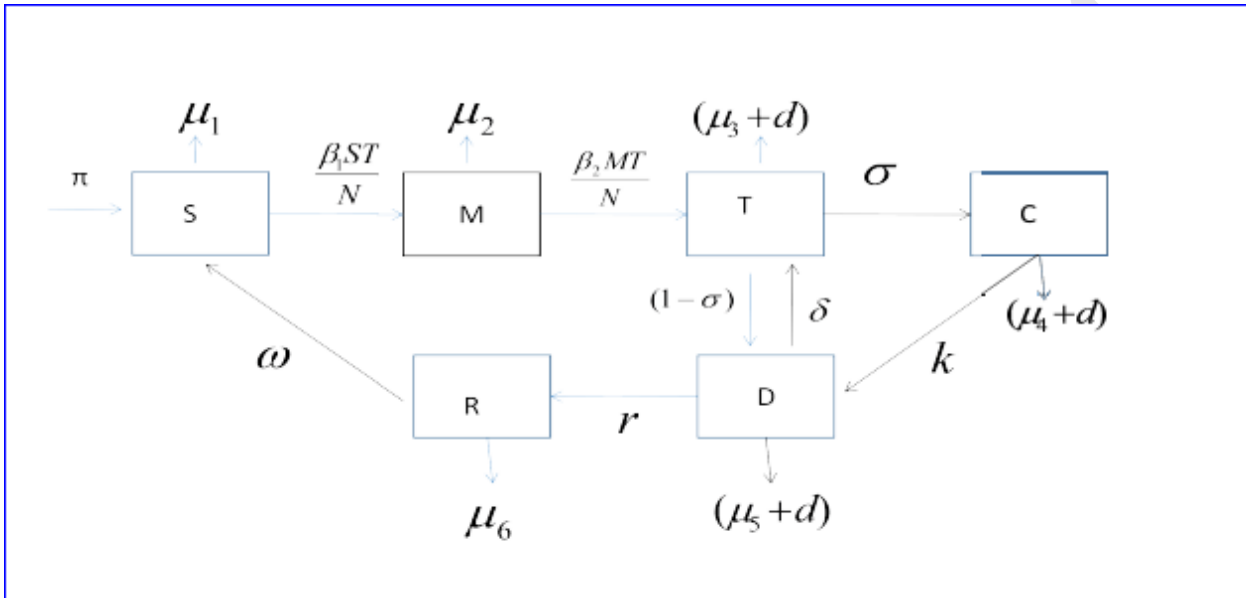 μ₁
μ₂
(μ₃+d)
π
β₁ST
N
β₂MT
N
σ
S
M
T
C
(1−σ)
δ
(μ₄+d)
ω
k
R
r
D
μ₆
(μ₅+d)